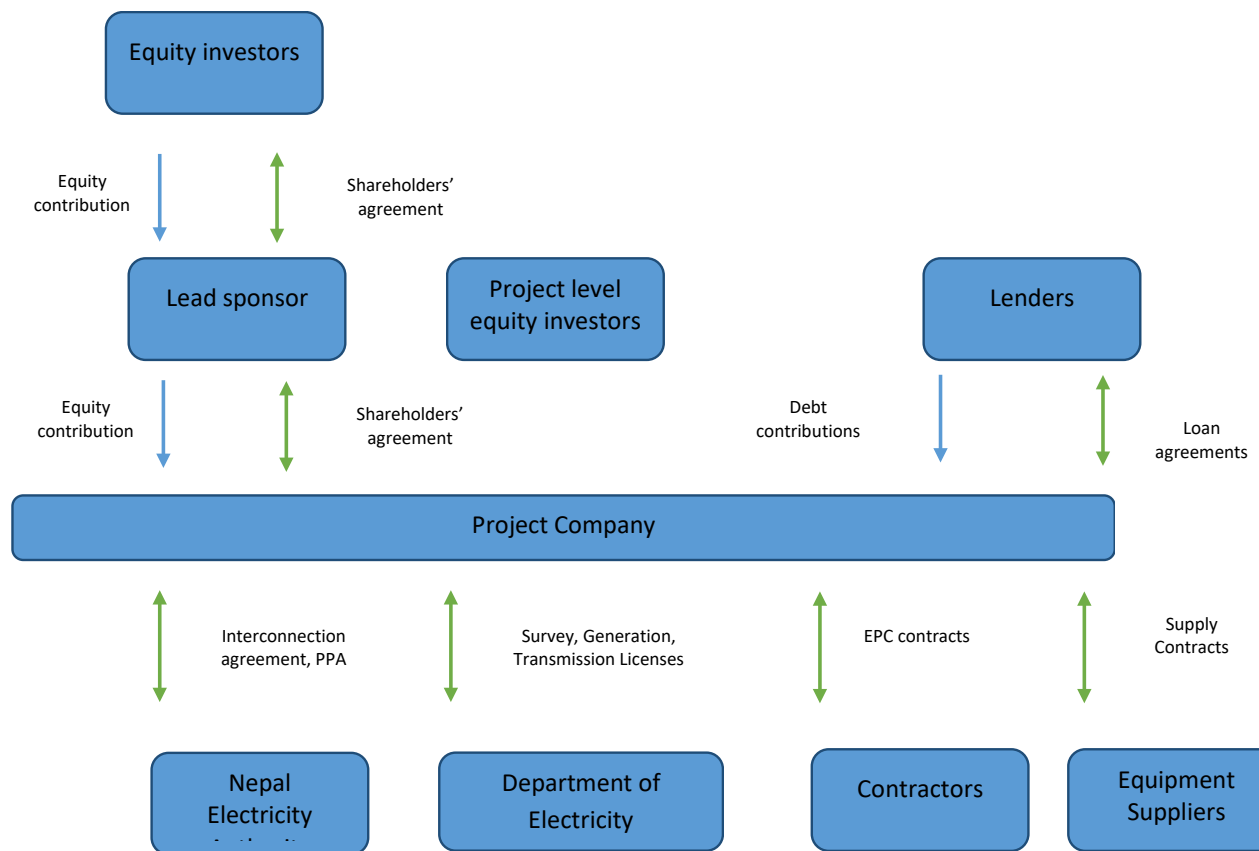 Equity investors
Equity
contribution
Shareholders’
agreement
Lead sponsor
Project level
equity investors
Lenders
Equity
contribution
Shareholders’
agreement
Debt
contributions
Loan
agreements
Project Company
Interconnection
agreement, PPA
Survey, Generation,
Transmission Licenses
EPC contracts
Supply
Contracts
Nepal
Electricity
Department of
Electricity
Contractors
Equipment
Suppliers